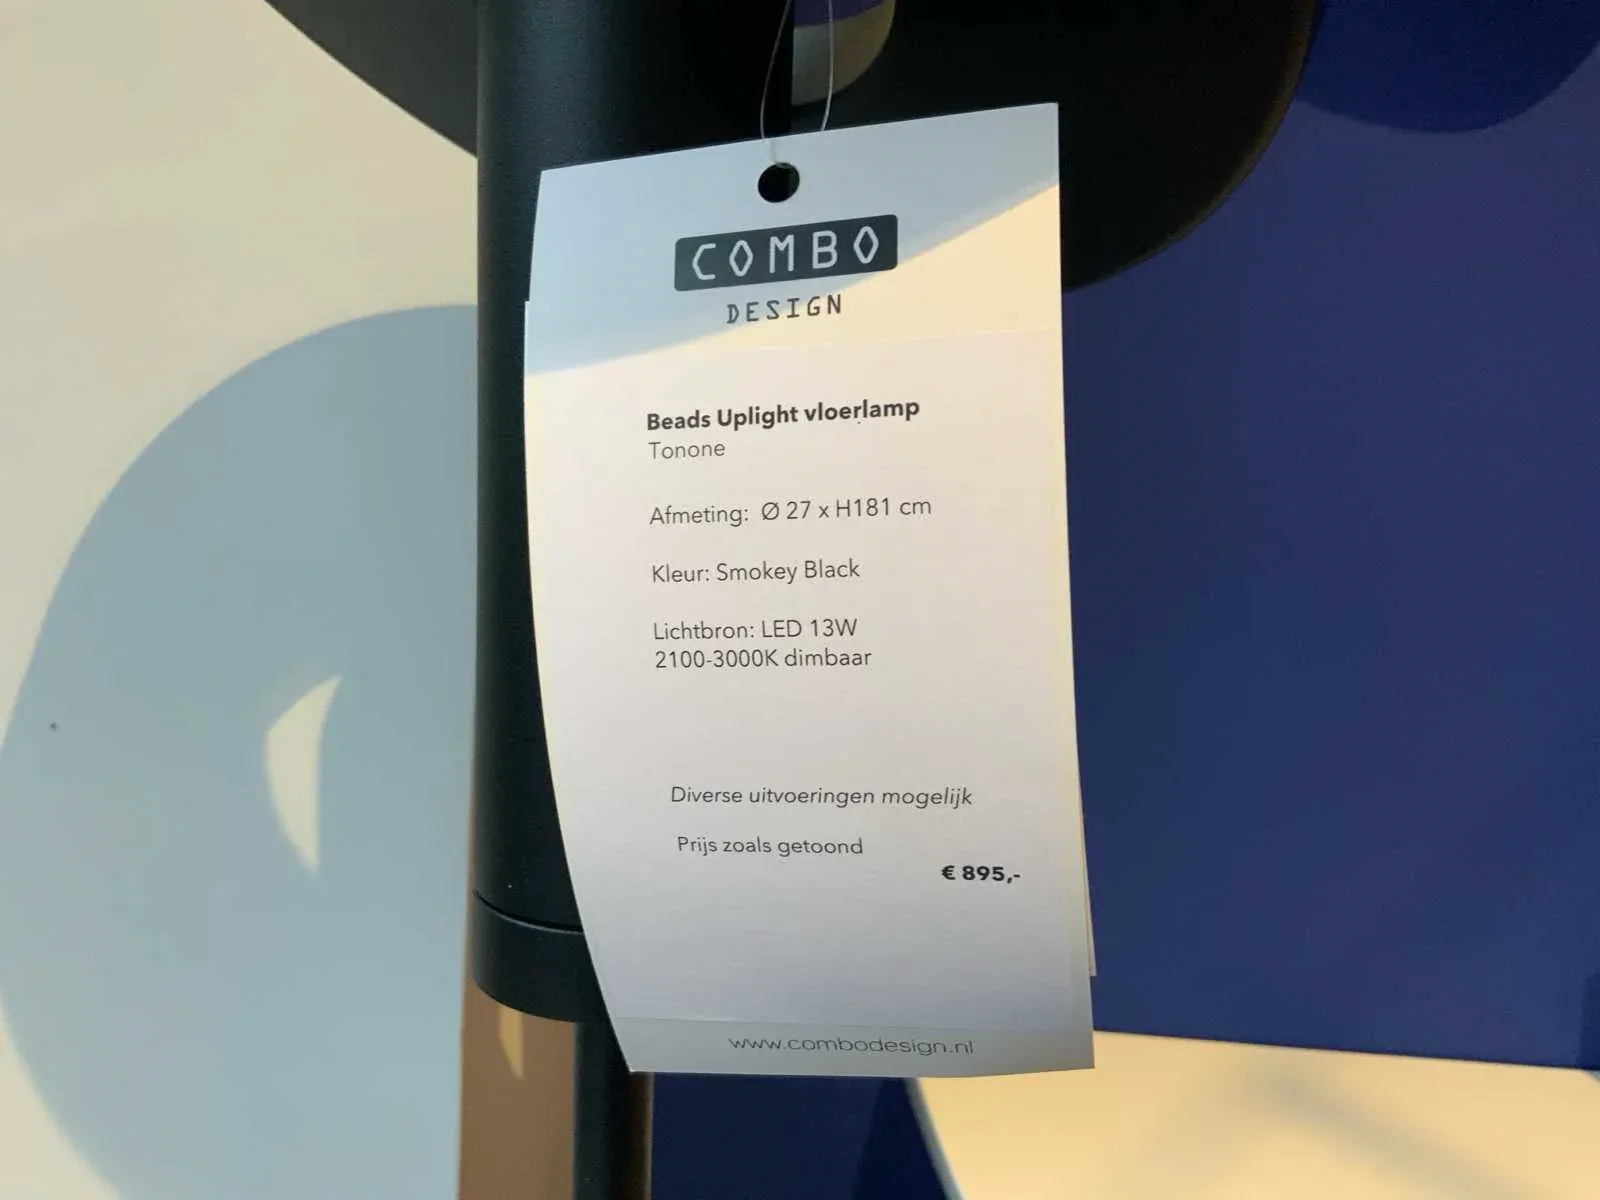 COMBO
DESIGN
Beads Uplight vloerlamp
Tonone
Afmeting: Ø 27 x H181 cm
Kleur: Smokey Black
Lichtbron: LED 13W
2100-3000K dimbaar
Diverse uitvoeringen mogelijk
Prijs zoals getoond
€ 895,-
www.combodesign.nl